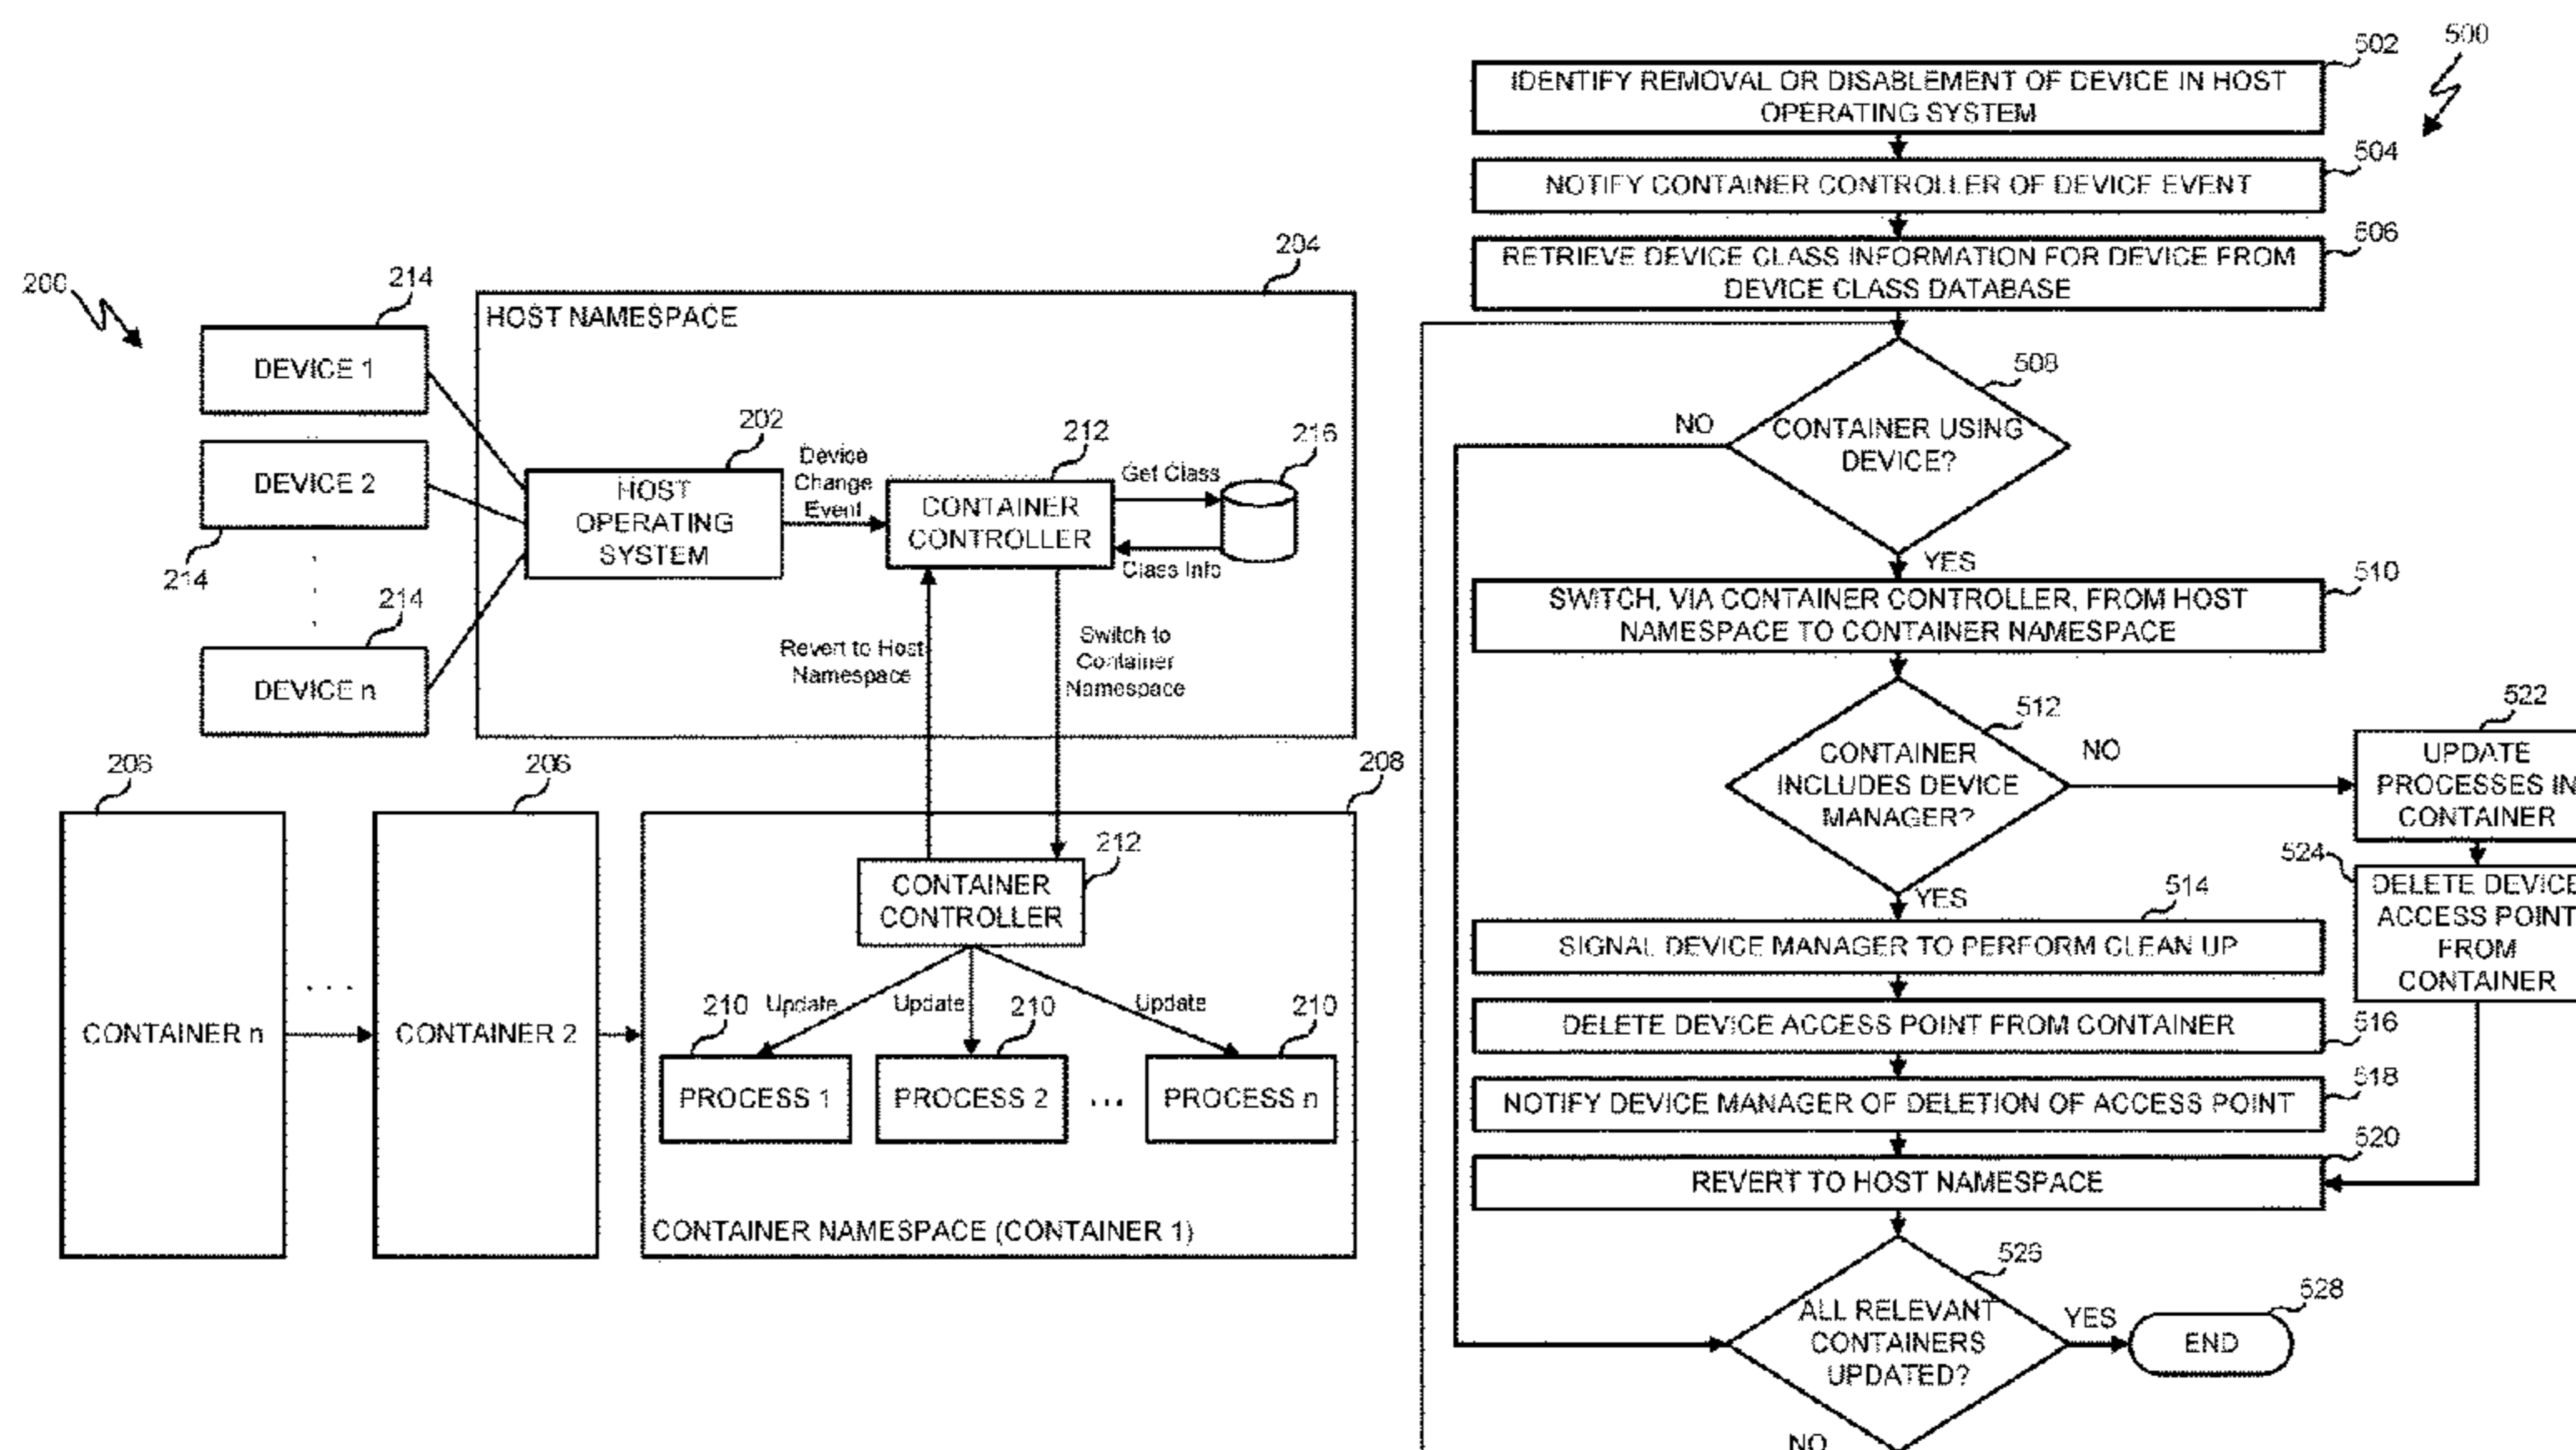 200
214
DEVICE 1
DEVICE 2
214
214
DEVICE n
204
HOST NAMESPACE
202
HOST
OPERATING
SYSTEM
Device
Change
Event
212
CONTAINER
CONTROLLER
Get Class
Class Info
216
Revert to Host
Namespace
Switch to
Container
Namespace
206
CONTAINER n
. . .
206
CONTAINER 2
208
212
CONTAINER
CONTROLLER
210
Update
Update
210
Update
210
PROCESS 1
PROCESS 2
...
PROCESS n
CONTAINER NAMESPACE (CONTAINER 1)
500
502
IDENTIFY REMOVAL OR DISABLEMENT OF DEVICE IN HOST
OPERATING SYSTEM
504
NOTIFY CONTAINER CONTROLLER OF DEVICE EVENT
506
RETRIEVE DEVICE CLASS INFORMATION FOR DEVICE FROM
DEVICE CLASS DATABASE
508
NO
CONTAINER USING
DEVICE?
YES
510
SWITCH, VIA CONTAINER CONTROLLER, FROM HOST
NAMESPACE TO CONTAINER NAMESPACE
512
CONTAINER
INCLUDES DEVICE
MANAGER?
NO
522
UPDATE
PROCESSES IN
CONTAINER
524
DELETE DEVICE
ACCESS POINT
FROM
CONTAINER
YES
514
SIGNAL DEVICE MANAGER TO PERFORM CLEAN UP
DELETE DEVICE ACCESS POINT FROM CONTAINER
516
518
NOTIFY DEVICE MANAGER OF DELETION OF ACCESS POINT
520
REVERT TO HOST NAMESPACE
526
ALL RELEVANT
CONTAINERS
UPDATED?
YES
528
END
NO